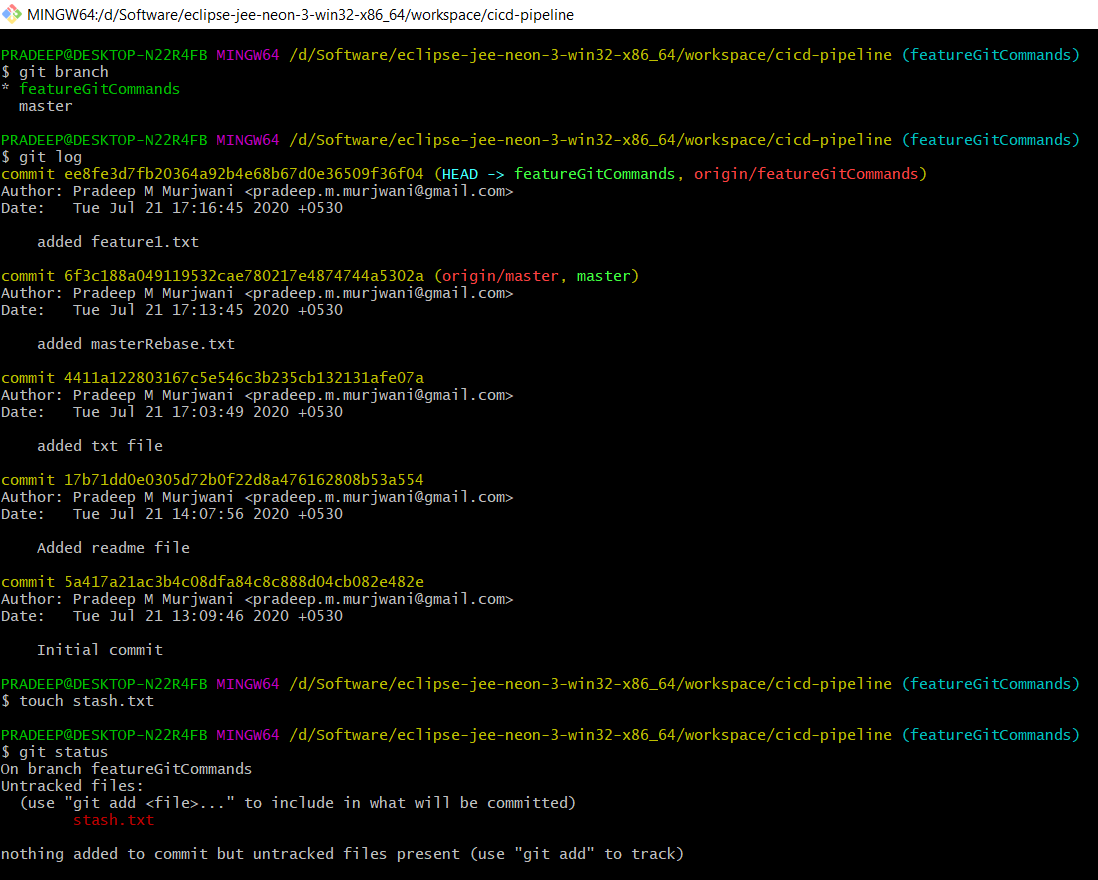 MINGW64:/d/Software/eclipse-jee-neon-3-win32-x86_64/workspace/cicd-pipeline
PRADEEP@DESKTOP-N22R4FB MINGW64 /d/Software/eclipse-jee-neon-3-win32-x86_64/workspace/cicd-pipeline (featureGitCommands)
$ git branch
* featureGitCommands
  master
PRADEEP@DESKTOP-N22R4FB MINGW64 /d/Software/eclipse-jee-neon-3-win32-x86_64/workspace/cicd-pipeline (featureGitCommands)
$ git log
commit ee8fe3d7fb20364a92b4e68b67d0e36509f36f04 (HEAD -> featureGitCommands, origin/featureGitCommands)
Author: Pradeep M Murjwani <pradeep.m.murjwani@gmail.com>
Date:   Tue Jul 21 17:16:45 2020 +0530
    added feature1.txt
commit 6f3c188a049119532cae780217e4874744a5302a (origin/master, master)
Author: Pradeep M Murjwani <pradeep.m.murjwani@gmail.com>
Date:   Tue Jul 21 17:13:45 2020 +0530
    added masterRebase.txt
commit 4411a122803167c5e546c3b235cb132131afe07a
Author: Pradeep M Murjwani <pradeep.m.murjwani@gmail.com>
Date:   Tue Jul 21 17:03:49 2020 +0530
    added txt file
commit 17b71dd0e0305d72b0f22d8a476162808b53a554
Author: Pradeep M Murjwani <pradeep.m.murjwani@gmail.com>
Date:   Tue Jul 21 14:07:56 2020 +0530
    Added readme file
commit 5a417a21ac3b4c08dfa84c8c888d04cb082e482e
Author: Pradeep M Murjwani <pradeep.m.murjwani@gmail.com>
Date:   Tue Jul 21 13:09:46 2020 +0530
    Initial commit
PRADEEP@DESKTOP-N22R4FB MINGW64 /d/Software/eclipse-jee-neon-3-win32-x86_64/workspace/cicd-pipeline (featureGitCommands)
$ touch stash.txt
PRADEEP@DESKTOP-N22R4FB MINGW64 /d/Software/eclipse-jee-neon-3-win32-x86_64/workspace/cicd-pipeline (featureGitCommands)
$ git status
On branch featureGitCommands
Untracked files:
  (use "git add <file>..." to include in what will be committed)
        stash.txt
nothing added to commit but untracked files present (use "git add" to track)